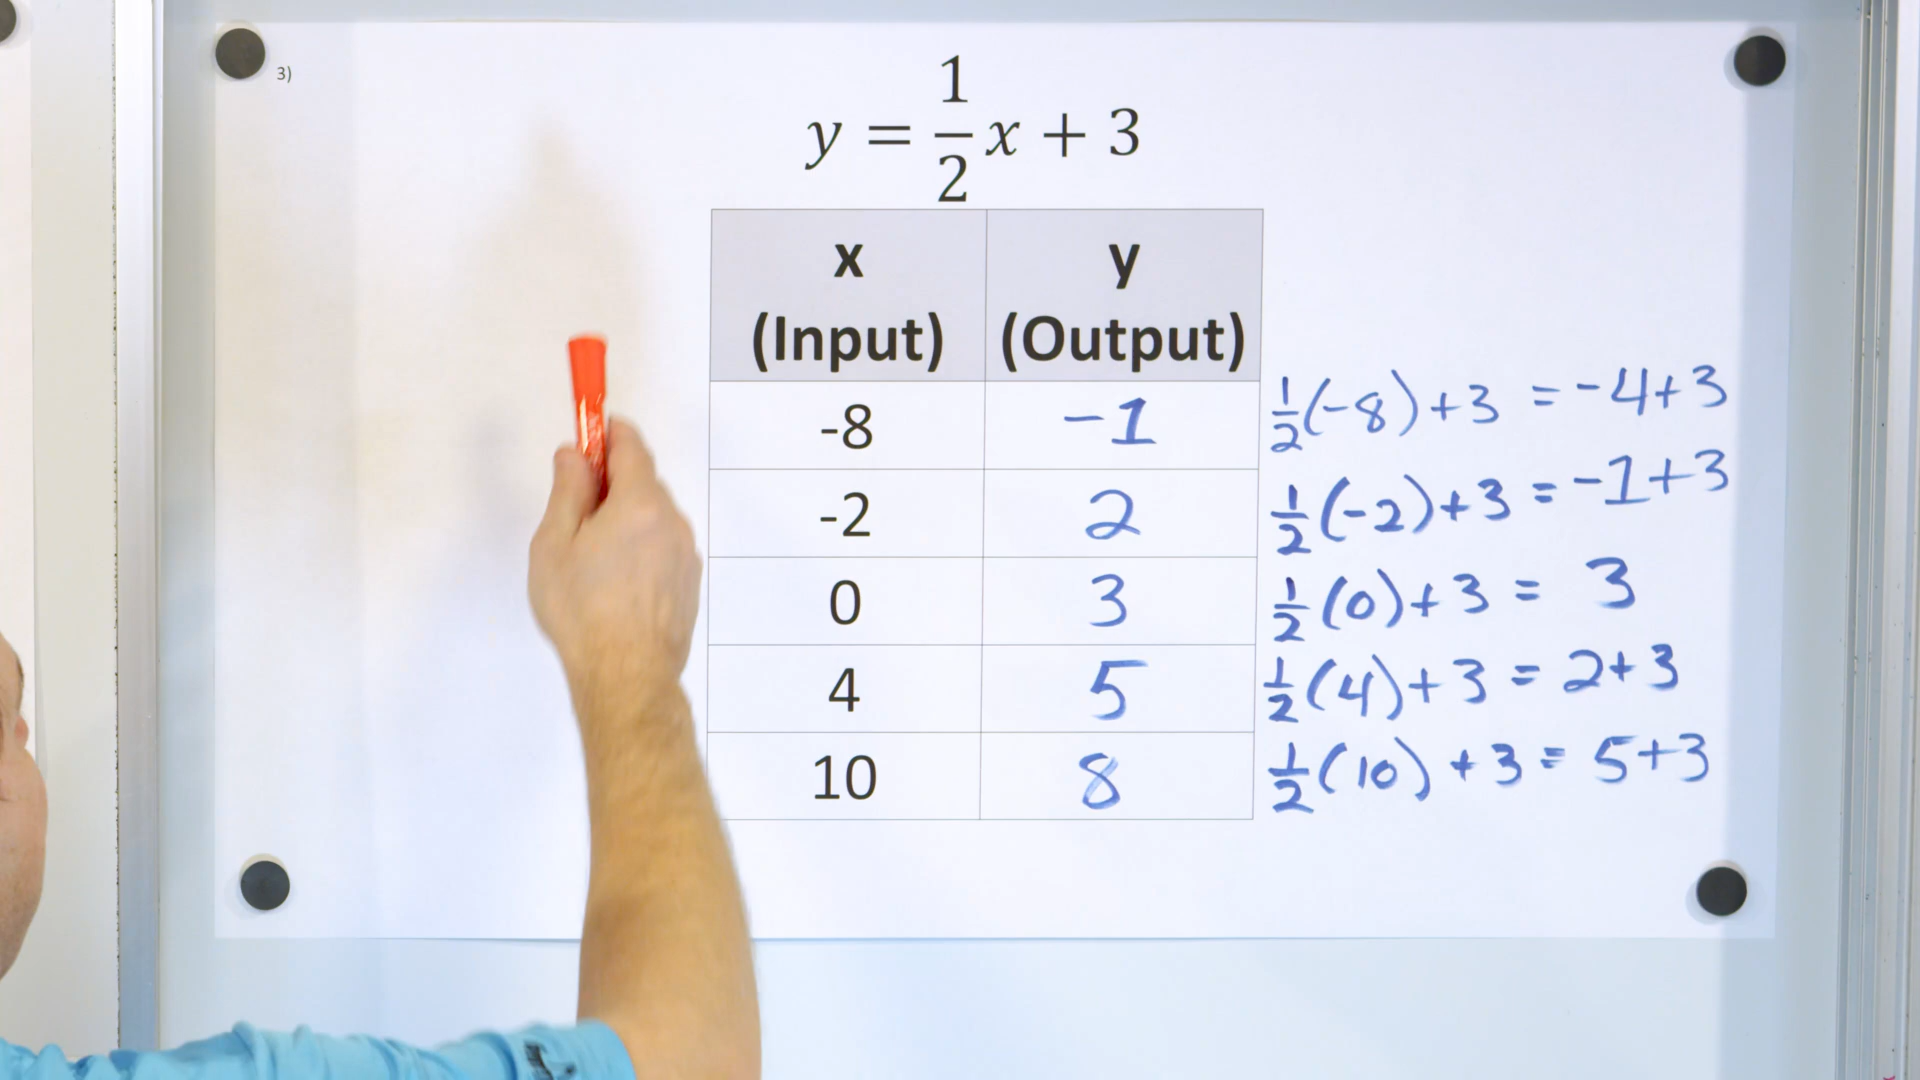 3)
y = 1/2 x + 3
x (Input) y (Output)
-8 -1 1/2(-8)+3 = -4+3
-2 2 1/2(-2)+3 = -1+3
0 3 1/2(0)+3 = 3
4 5 1/2(4)+3 = 2+3
10 8 1/2(10)+3 = 5+3